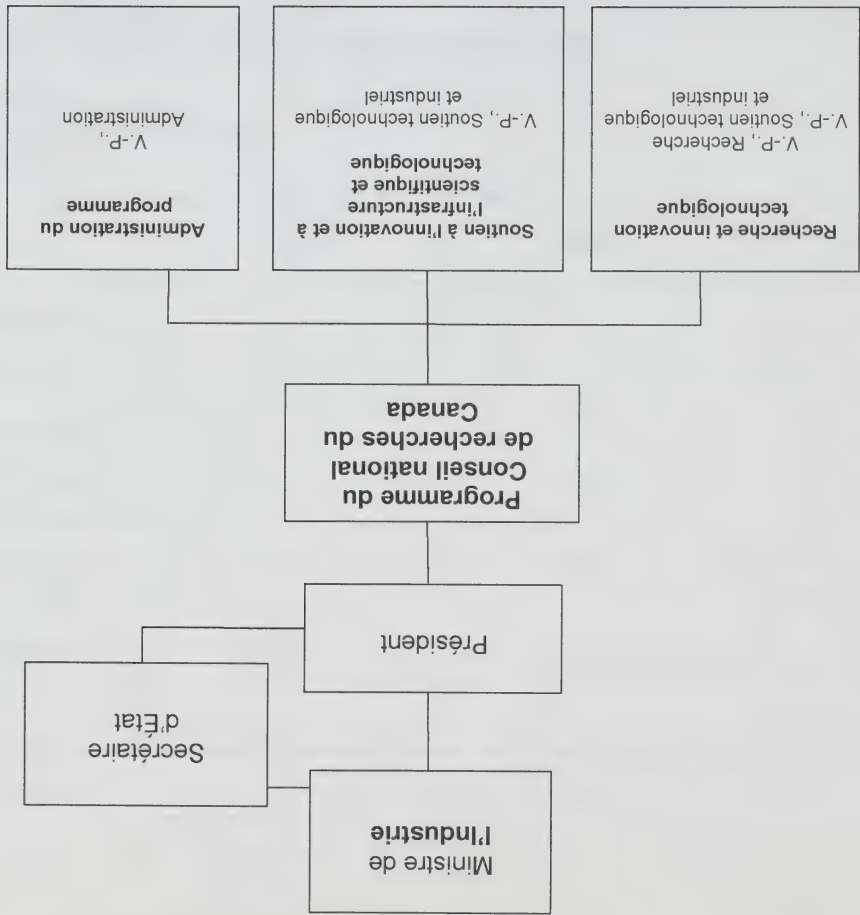 Ministre de
l'Industrie
Secrétaire
d'État
Président
Programme du
Conseil national
de recherches du
Canada
Recherche et innovation
technologique
V.-P., Recherche
V.-P., Soutien technologique
et industriel
Soutien à l'innovation et à
l'infrastructure
scientifique et
technologique
V.-P., Soutien technologique
et industriel
Administration du
programme
V.-P.,
Administration